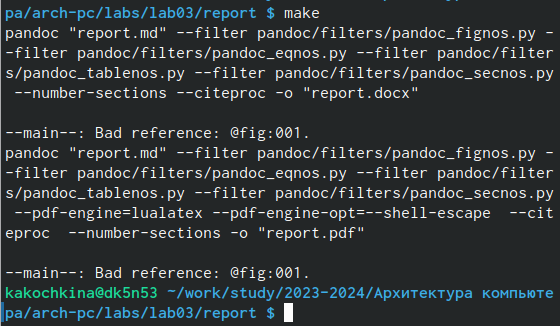 pa/arch-pc/labs/lab03/report $ make
pandoc "report.md" --filter pandoc/filters/pandoc_fignos.py -
-filter pandoc/filters/pandoc_eqnos.py --filter pandoc/filter
s/pandoc_tablenos.py --filter pandoc/filters/pandoc_secnos.py
 --number-sections --citeproc -o "report.docx"

--main--: Bad reference: @fig:001.
pandoc "report.md" --filter pandoc/filters/pandoc_fignos.py -
-filter pandoc/filters/pandoc_eqnos.py --filter pandoc/filter
s/pandoc_tablenos.py --filter pandoc/filters/pandoc_secnos.py
 --pdf-engine=lualatex --pdf-engine-opt=--shell-escape  --cit
eproc  --number-sections -o "report.pdf"

--main--: Bad reference: @fig:001.
kakochkina@dk5n53 ~/work/study/2023-2024/Архитектура компьюте
pa/arch-pc/labs/lab03/report $